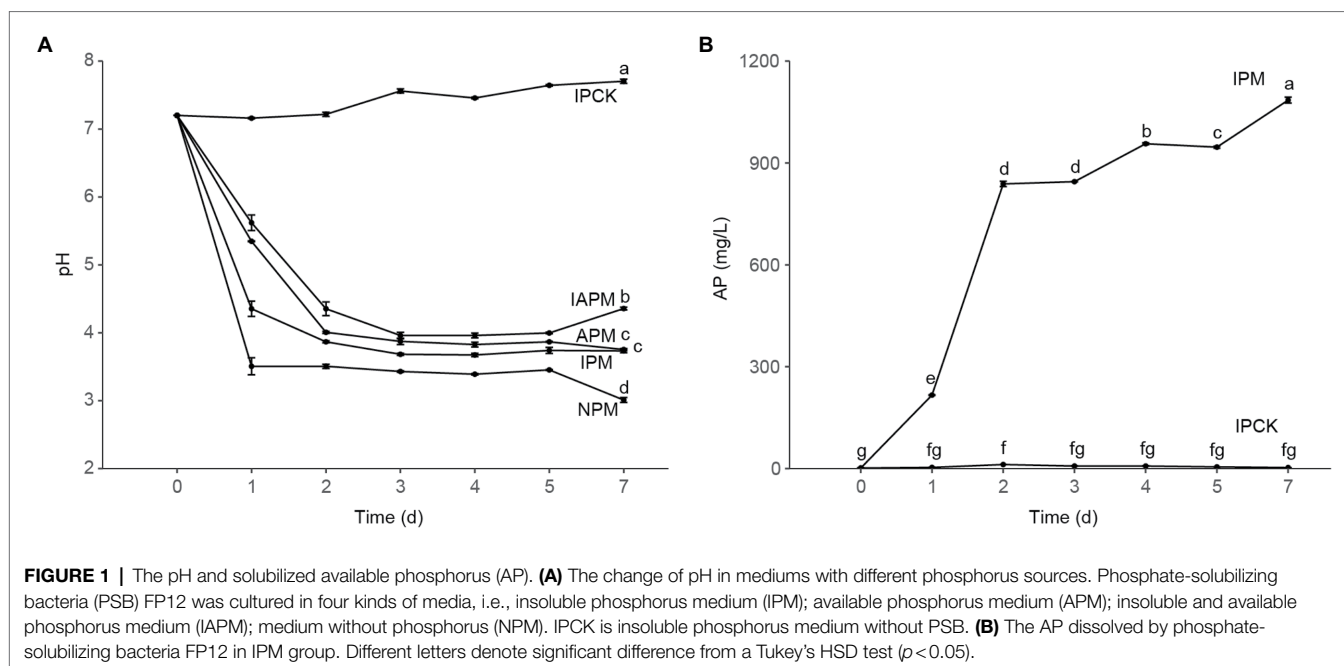 A
8
7
6
5
4
3
2
pH
0 1 2 3 4 5 7
Time (d)
a
IPCK
IAPM b
APM c
c
IPM
d
NPM
B
1200
900
600
300
0
AP (mg/L)
0 1 2 3 4 5 7
Time (d)
IPM
a
b
c
d d
e
IPCK
g fg f fg fg fg fg
FIGURE 1 | The pH and solubilized available phosphorus (AP). (A) The change of pH in mediums with different phosphorus sources. Phosphate-solubilizing
bacteria (PSB) FP12 was cultured in four kinds of media, i.e., insoluble phosphorus medium (IPM); available phosphorus medium (APM); insoluble and available
phosphorus medium (IAPM); medium without phosphorus (NPM). IPCK is insoluble phosphorus medium without PSB. (B) The AP dissolved by phosphate-
solubilizing bacteria FP12 in IPM group. Different letters denote significant difference from a Tukey's HSD test (p < 0.05).